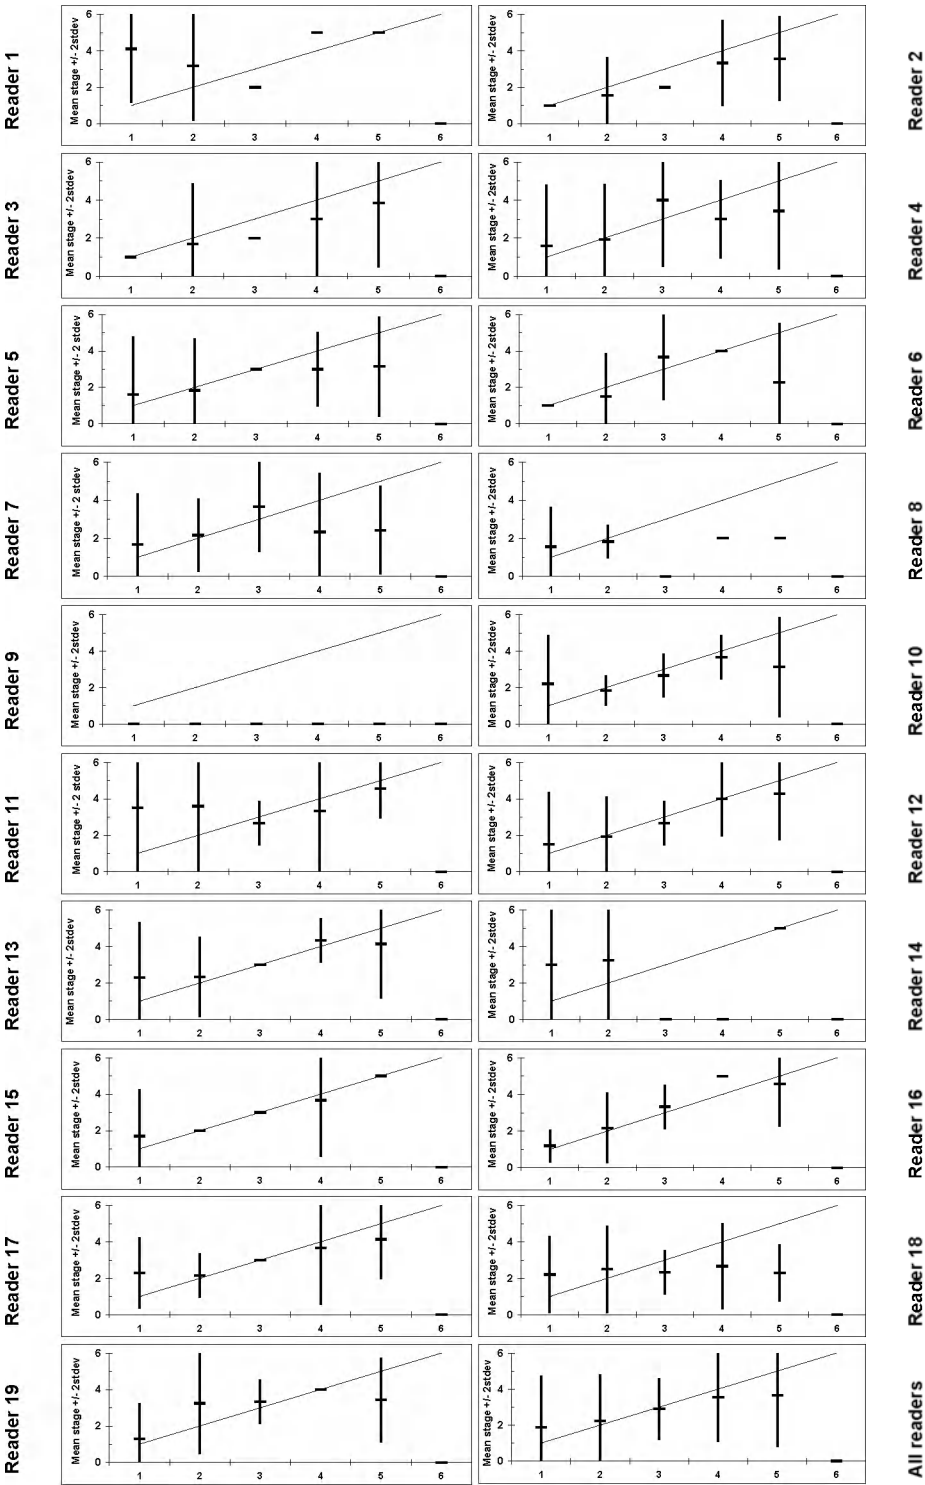 Reader 1
Mean stage +/- 2stdev
6
4
2
0
1 2 3 4 5 6
Mean stage +/- 2stdev
6
4
2
0
1 2 3 4 5 6
Reader 2
Reader 3
Mean stage +/- 2stdev
6
4
2
0
1 2 3 4 5 6
Mean stage +/- 2stdev
6
4
2
0
1 2 3 4 5 6
Reader 4
Reader 5
Mean stage +/- 2 stdev
6
4
2
0
1 2 3 4 5 6
Mean stage +/- 2stdev
6
4
2
0
1 2 3 4 5 6
Reader 6
Reader 7
Mean stage +/- 2 stdev
6
4
2
0
1 2 3 4 5 6
Mean stage +/- 2stdev
6
4
2
0
1 2 3 4 5 6
Reader 8
Reader 9
Mean stage +/- 2stdev
6
4
2
0
1 2 3 4 5 6
Mean stage +/- 2stdev
6
4
2
0
1 2 3 4 5 6
Reader 10
Reader 11
Mean stage +/- 2 stdev
6
4
2
0
1 2 3 4 5 6
Mean stage +/- 2stdev
6
4
2
0
1 2 3 4 5 6
Reader 12
Reader 13
Mean stage +/- 2stdev
6
4
2
0
1 2 3 4 5 6
Mean stage +/- 2stdev
6
4
2
0
1 2 3 4 5 6
Reader 14
Reader 15
Mean stage +/- 2stdev
6
4
2
0
1 2 3 4 5 6
Mean stage +/- 2stdev
6
4
2
0
1 2 3 4 5 6
Reader 16
Reader 17
Mean stage +/- 2stdev
6
4
2
0
1 2 3 4 5 6
Mean stage +/- 2stdev
6
4
2
0
1 2 3 4 5 6
Reader 18
Reader 19
Mean stage +/- 2stdev
6
4
2
0
1 2 3 4 5 6
Mean stage +/- 2stdev
6
4
2
0
1 2 3 4 5 6
All readers